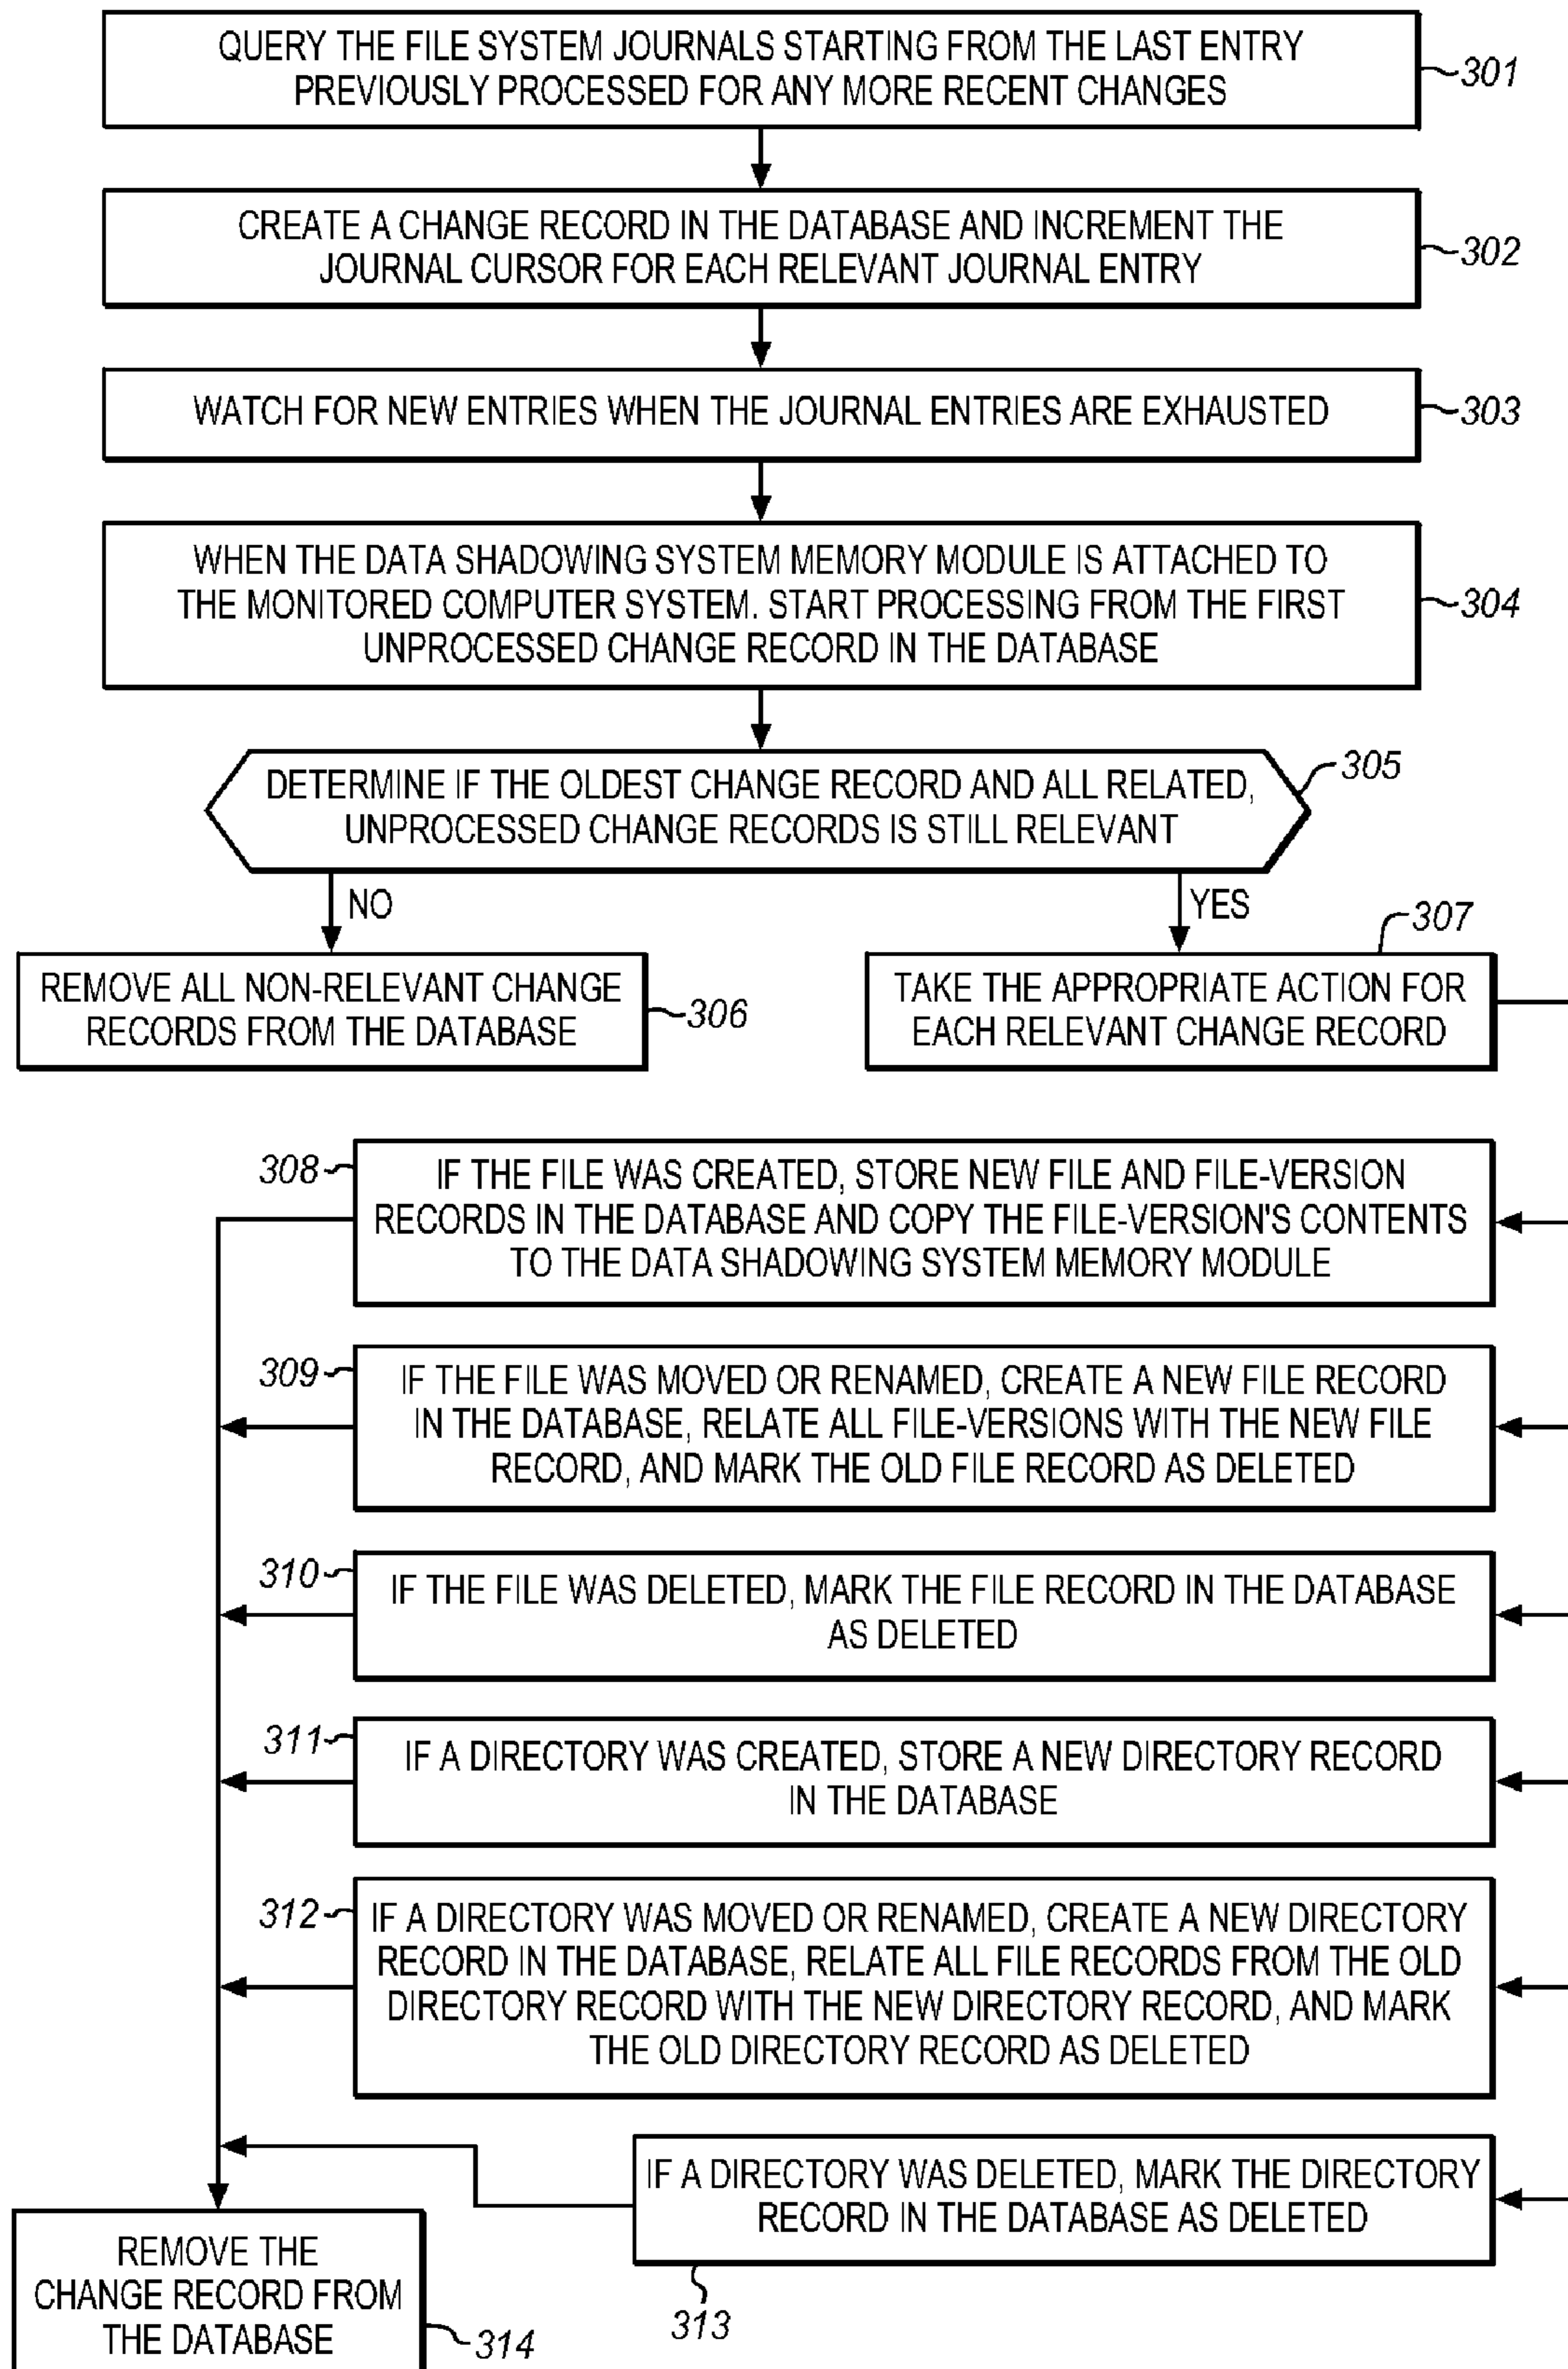 QUERY THE FILE SYSTEM JOURNALS STARTING FROM THE LAST ENTRY
PREVIOUSLY PROCESSED FOR ANY MORE RECENT CHANGES
301
CREATE A CHANGE RECORD IN THE DATABASE AND INCREMENT THE
JOURNAL CURSOR FOR EACH RELEVANT JOURNAL ENTRY
302
WATCH FOR NEW ENTRIES WHEN THE JOURNAL ENTRIES ARE EXHAUSTED
303
WHEN THE DATA SHADOWING SYSTEM MEMORY MODULE IS ATTACHED TO
THE MONITORED COMPUTER SYSTEM. START PROCESSING FROM THE FIRST
UNPROCESSED CHANGE RECORD IN THE DATABASE
304
DETERMINE IF THE OLDEST CHANGE RECORD AND ALL RELATED,
UNPROCESSED CHANGE RECORDS IS STILL RELEVANT
305
NO
YES
REMOVE ALL NON-RELEVANT CHANGE
RECORDS FROM THE DATABASE
306
307
TAKE THE APPROPRIATE ACTION FOR
EACH RELEVANT CHANGE RECORD
308
IF THE FILE WAS CREATED, STORE NEW FILE AND FILE-VERSION
RECORDS IN THE DATABASE AND COPY THE FILE-VERSION'S CONTENTS
TO THE DATA SHADOWING SYSTEM MEMORY MODULE
309
IF THE FILE WAS MOVED OR RENAMED, CREATE A NEW FILE RECORD
IN THE DATABASE, RELATE ALL FILE-VERSIONS WITH THE NEW FILE
RECORD, AND MARK THE OLD FILE RECORD AS DELETED
310
IF THE FILE WAS DELETED, MARK THE FILE RECORD IN THE DATABASE
AS DELETED
311
IF A DIRECTORY WAS CREATED, STORE A NEW DIRECTORY RECORD
IN THE DATABASE
312
IF A DIRECTORY WAS MOVED OR RENAMED, CREATE A NEW DIRECTORY
RECORD IN THE DATABASE, RELATE ALL FILE RECORDS FROM THE OLD
DIRECTORY RECORD WITH THE NEW DIRECTORY RECORD, AND MARK
THE OLD DIRECTORY RECORD AS DELETED
IF A DIRECTORY WAS DELETED, MARK THE DIRECTORY
RECORD IN THE DATABASE AS DELETED
313
REMOVE THE
CHANGE RECORD FROM
THE DATABASE
314